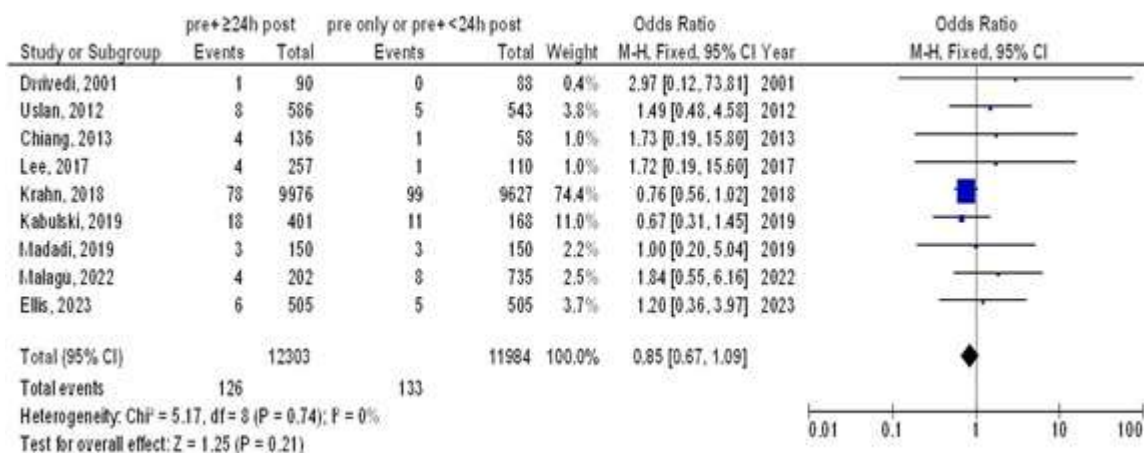 pre+≥24h post pre only or pre+<24h post Odds Ratio Odds Ratio
Study or Subgroup Events Total Events Total Weight M-H, Fixed, 95% CI Year M-H, Fixed, 95% CI
Dwivedi, 2001 1 90 0 88 0.4% 2.97 [0.12, 73.81] 2001
Uslan, 2012 8 586 5 543 3.8% 1.49 [0.48, 4.58] 2012
Chiang, 2013 4 136 1 58 1.0% 1.73 [0.19, 15.80] 2013
Lee, 2017 4 257 1 110 1.0% 1.72 [0.19, 15.60] 2017
Krahn, 2018 78 9976 99 9627 74.4% 0.76 [0.56, 1.02] 2018
Kabulski, 2019 18 401 11 168 11.0% 0.67 [0.31, 1.45] 2019
Madadi, 2019 3 150 3 150 2.2% 1.00 [0.20, 5.04] 2019
Malagu, 2022 4 202 8 735 2.5% 1.84 [0.55, 6.16] 2022
Ellis, 2023 6 505 5 505 3.7% 1.20 [0.36, 3.97] 2023
Total (95% CI) 12303 11984 100.0% 0.85 [0.67, 1.09]
Total events 126 133
Heterogeneity: Chi² = 5.17, df = 8 (P = 0.74); I² = 0%
Test for overall effect: Z = 1.25 (P = 0.21)
0.01 0.1 1 10 100